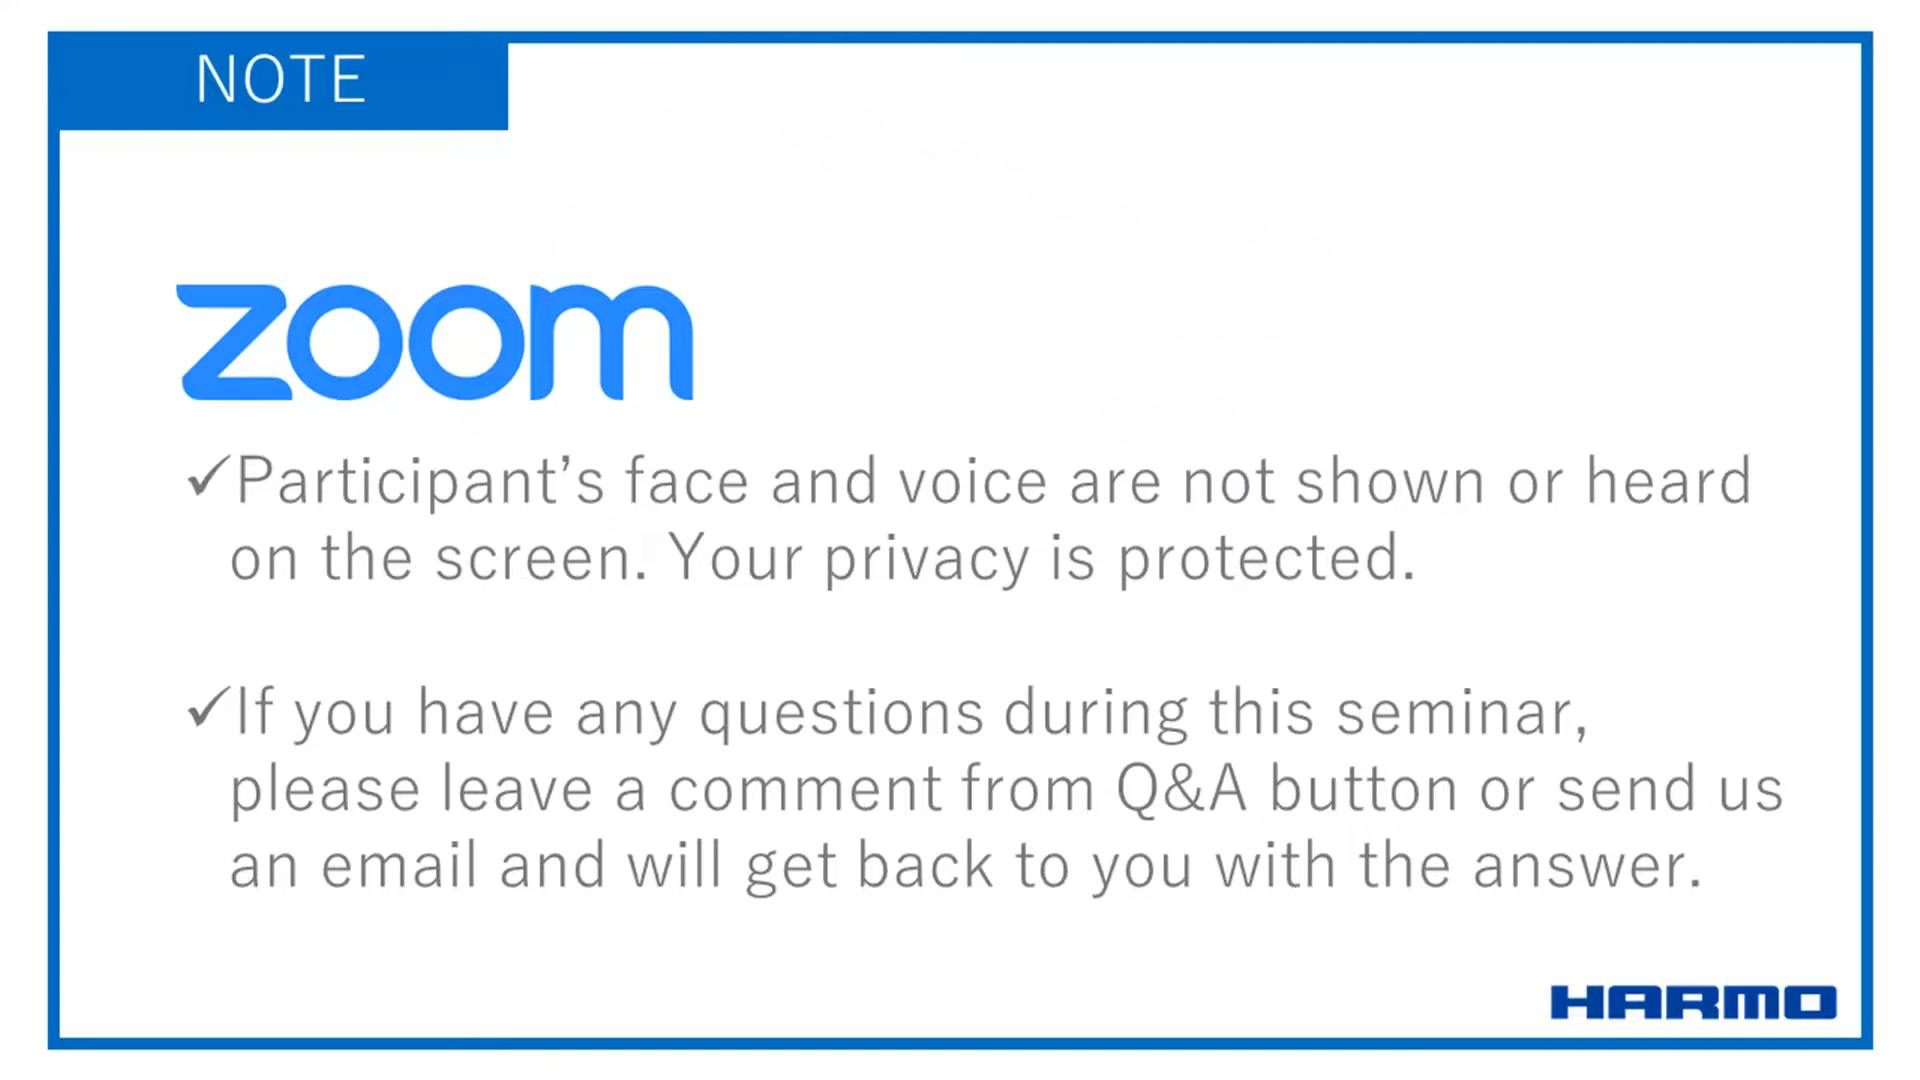 NOTE
zoom
✓Participant’s face and voice are not shown or heard
on the screen. Your privacy is protected.
✓If you have any questions during this seminar,
please leave a comment from Q&A button or send us
an email and will get back to you with the answer.
HARMO